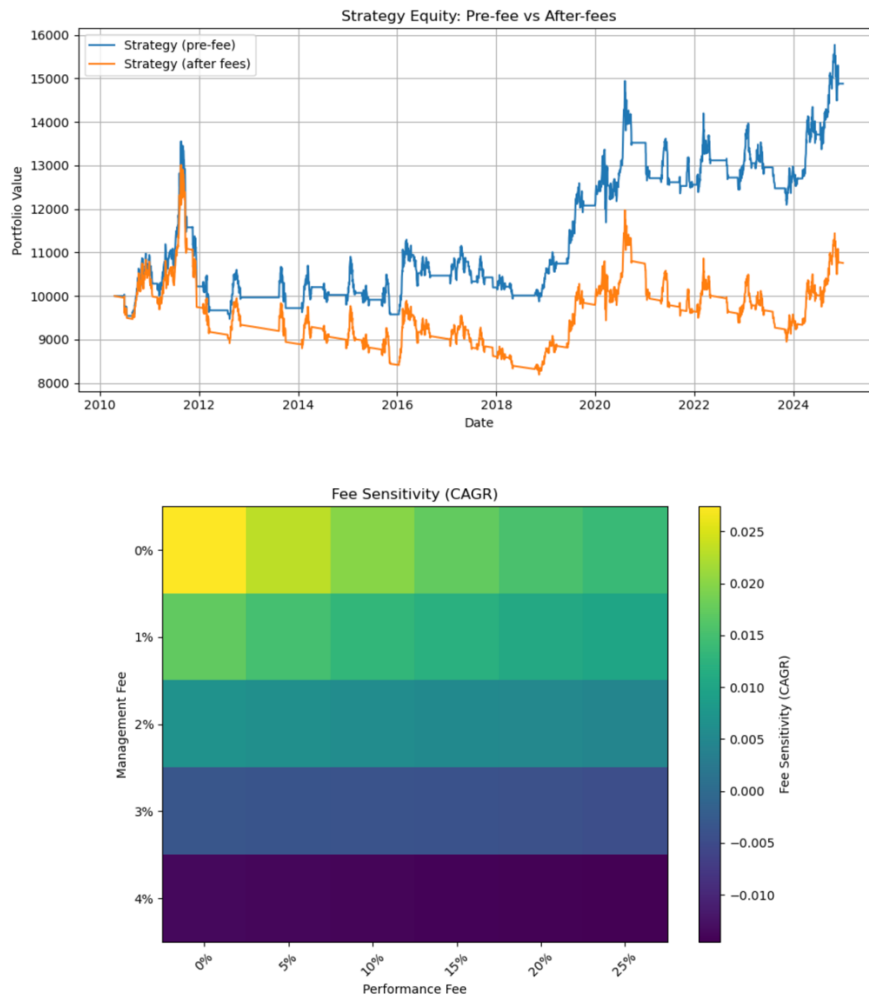 Strategy Equity: Pre-fee vs After-fees
Strategy (pre-fee)
Strategy (after fees)
16000
15000
14000
13000
12000
11000
10000
9000
8000
Portfolio Value
2010 2012 2014 2016 2018 2020 2022 2024
Date
Fee Sensitivity (CAGR)
0%
1%
2%
3%
4%
Management Fee
0% 5% 10% 15% 20% 25%
Performance Fee
0.025
0.020
0.015
0.010
0.005
0.000
−0.005
−0.010
Fee Sensitivity (CAGR)